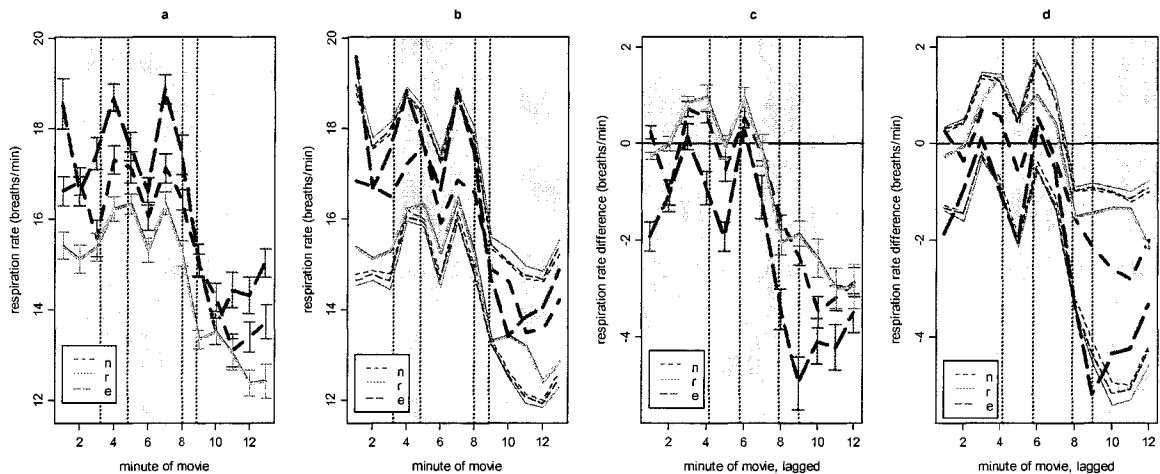 a
b
c
d
respiration rate (breaths/min)
20
18
16
14
12
n
r
e
2 4 6 8 10 12
minute of movie
respiration rate (breaths/min)
20
18
16
14
12
n
r
e
2 4 6 8 10 12
minute of movie
respiration rate difference (breaths/min)
2
0
-2
-4
n
r
e
2 4 6 8 10 12
minute of movie, lagged
respiration rate difference (breaths/min)
2
0
-2
-4
n
r
e
2 4 6 8 10 12
minute of movie, lagged